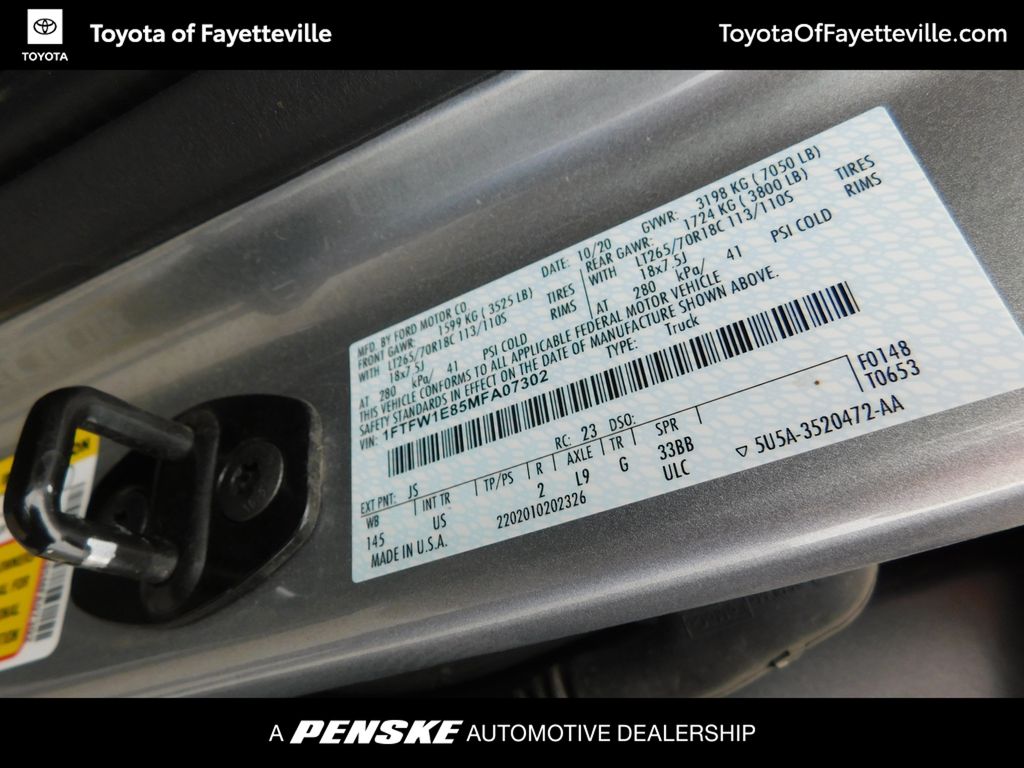 TOYOTA
Toyota of Fayetteville
ToyotaOfFayetteville.com
MFD. BY FORD MOTOR CO.
DATE: 10/20 GVWR: 3198 KG ( 7050 LB)
FRONT GAWR: 1599 KG ( 3525 LB)
REAR GAWR: 1724 KG ( 3800 LB)
WITH LT265/70R18C 113/110S TIRES
WITH LT265/70R18C 113/110S TIRES
18x7.5J RIMS
18x7.5J RIMS
AT 280 kPa/ 41 PSI COLD
AT 280 kPa/ 41 PSI COLD
THIS VEHICLE CONFORMS TO ALL APPLICABLE FEDERAL MOTOR VEHICLE
SAFETY STANDARDS IN EFFECT ON THE DATE OF MANUFACTURE SHOWN ABOVE.
VIN: 1FTFW1E85MFA07302 TYPE: Truck
F0148
T0653
EXT PNT: JS RC: 23 DSO:
WB INT TR TP/PS R AXLE TR SPR
145 US 2 L9 G 33BB
MADE IN U.S.A. 2202010202326 ULC
▽ 5U5A-3520472-AA
A PENSKE AUTOMOTIVE DEALERSHIP